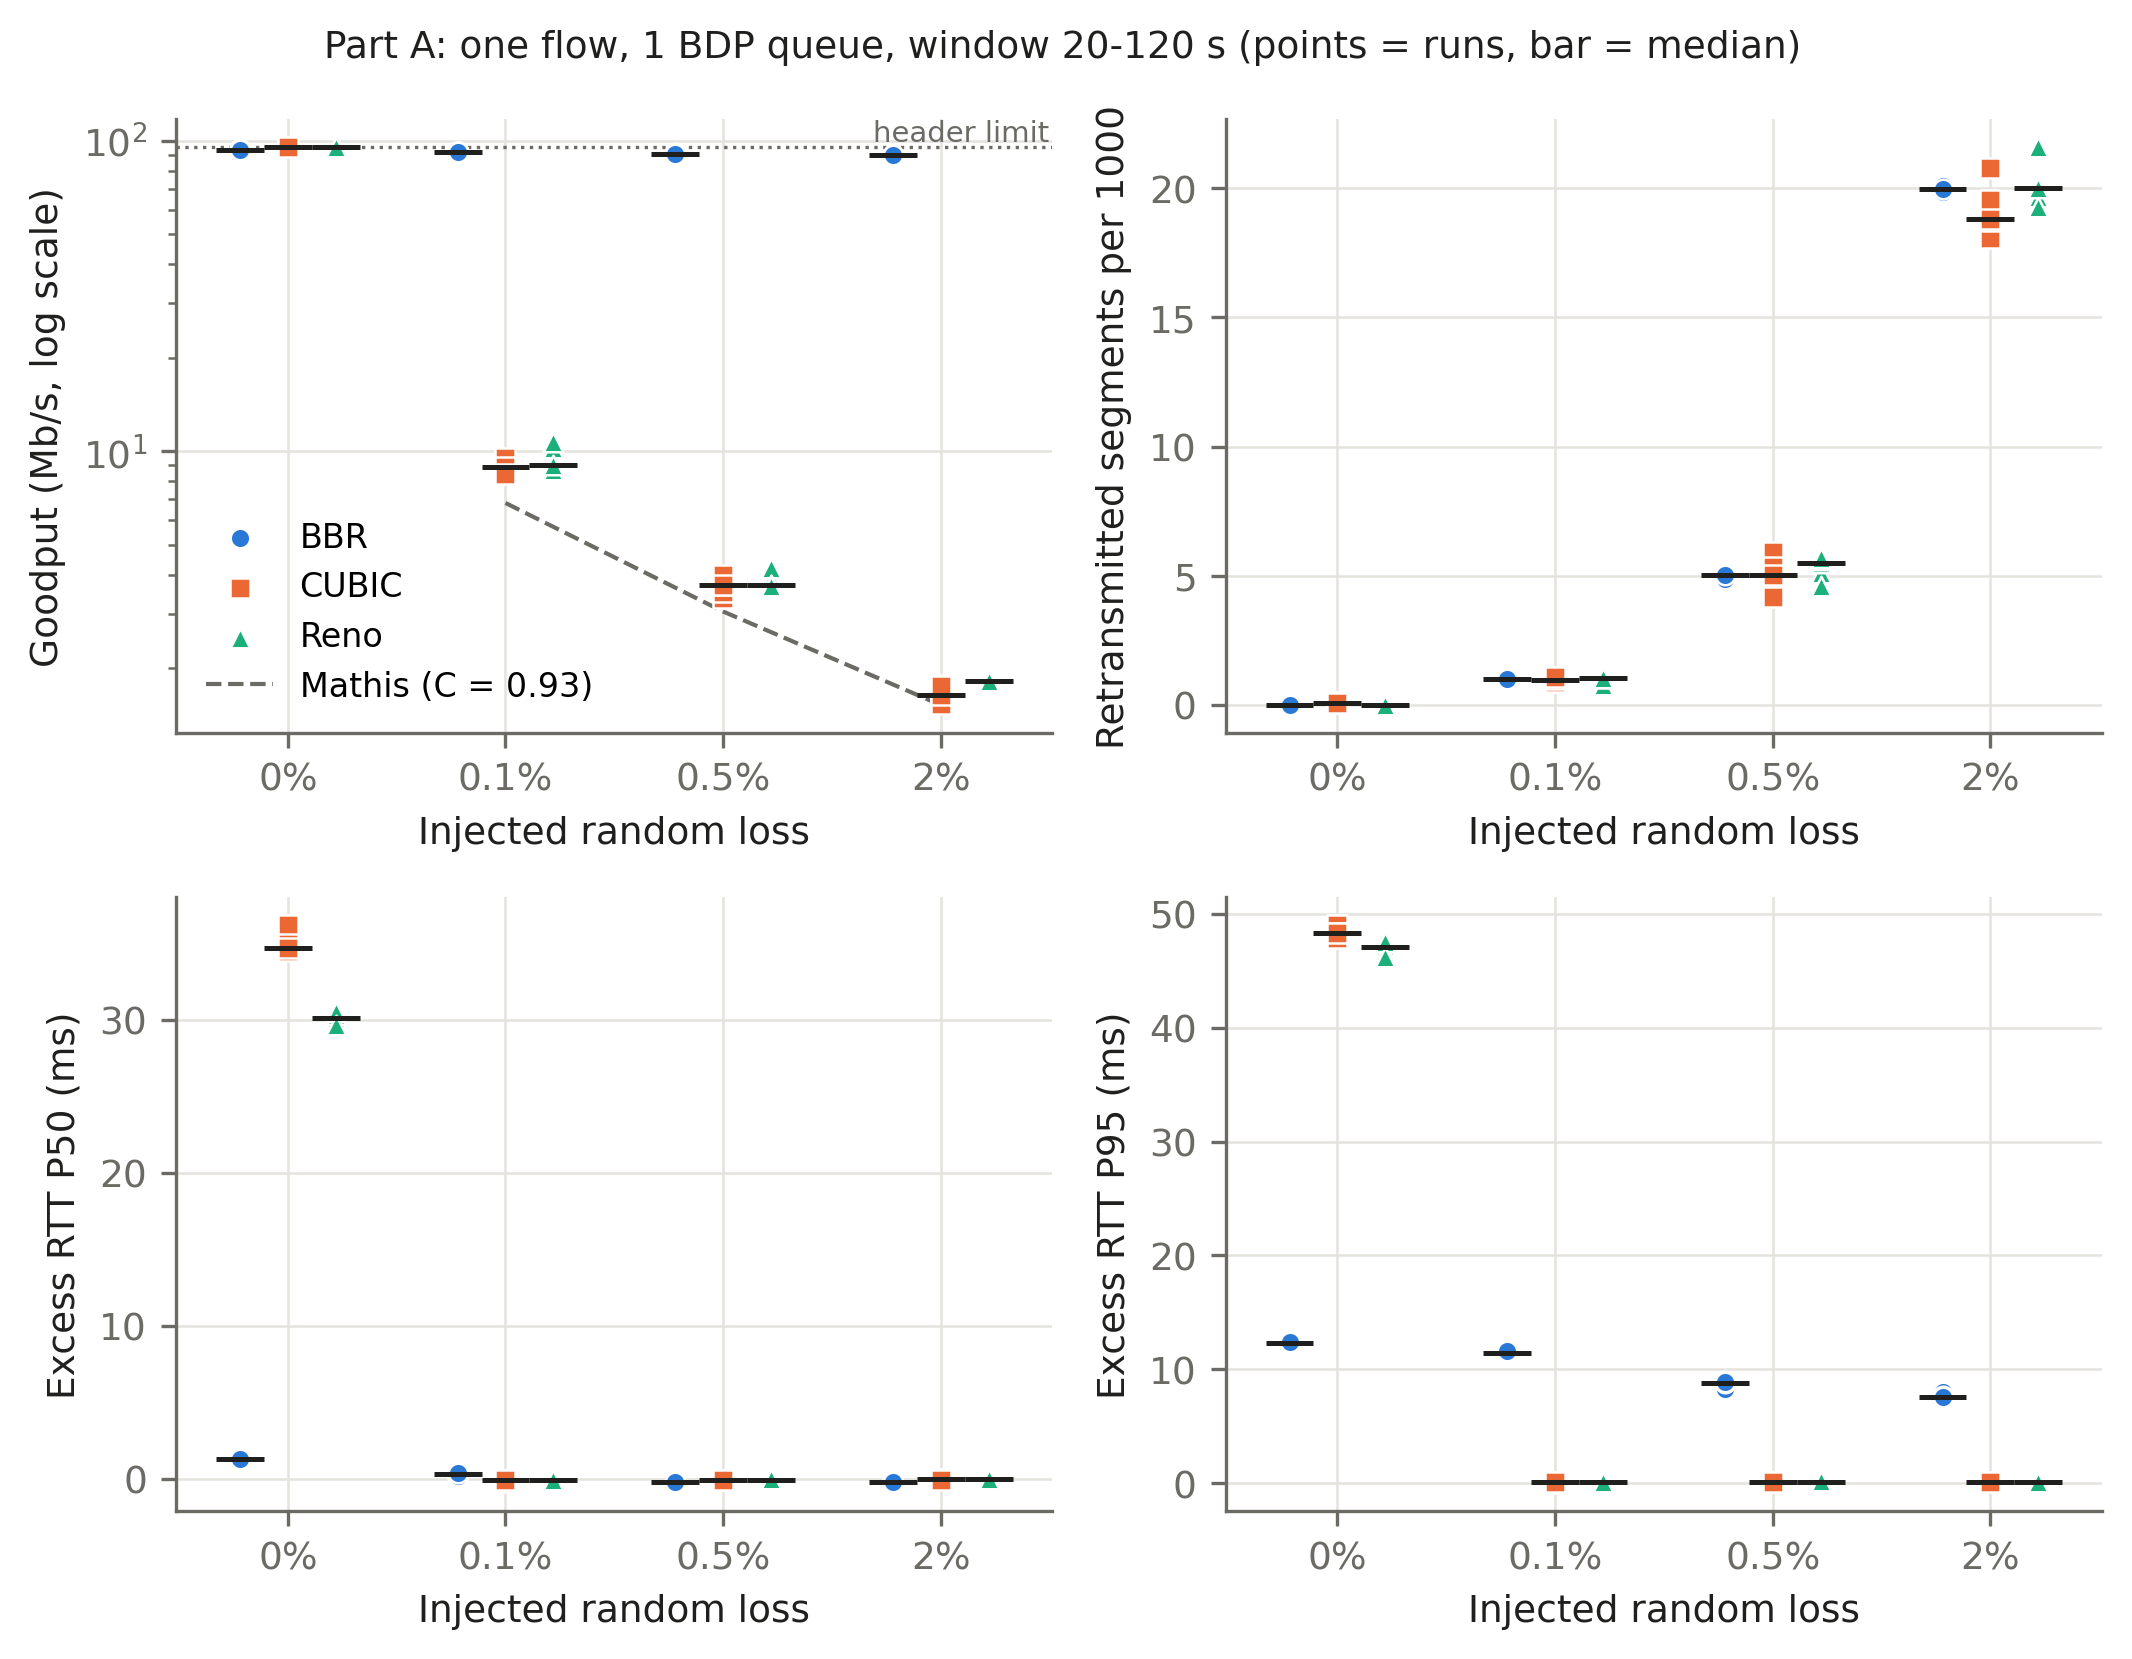 Part A: one flow, 1 BDP queue, window 20-120 s (points = runs, bar = median)
Goodput (Mb/s, log scale)
10²
10¹
header limit
BBR
CUBIC
Reno
Mathis (C = 0.93)
0% 0.1% 0.5% 2%
Injected random loss
Retransmitted segments per 1000
20
15
10
5
0
0% 0.1% 0.5% 2%
Injected random loss
Excess RTT P50 (ms)
30
20
10
0
0% 0.1% 0.5% 2%
Injected random loss
Excess RTT P95 (ms)
50
40
30
20
10
0
0% 0.1% 0.5% 2%
Injected random loss